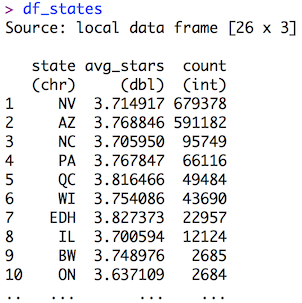 > df_states
Source: local data frame [26 x 3]
state avg_stars count
(chr) (dbl) (int)
1 NV 3.714917 679378
2 AZ 3.768846 591182
3 NC 3.705950 95749
4 PA 3.767847 66116
5 QC 3.816466 49484
6 WI 3.754086 43690
7 EDH 3.827373 22957
8 IL 3.700594 12124
9 BW 3.748976 2685
10 ON 3.637109 2684
.. ... ... ...